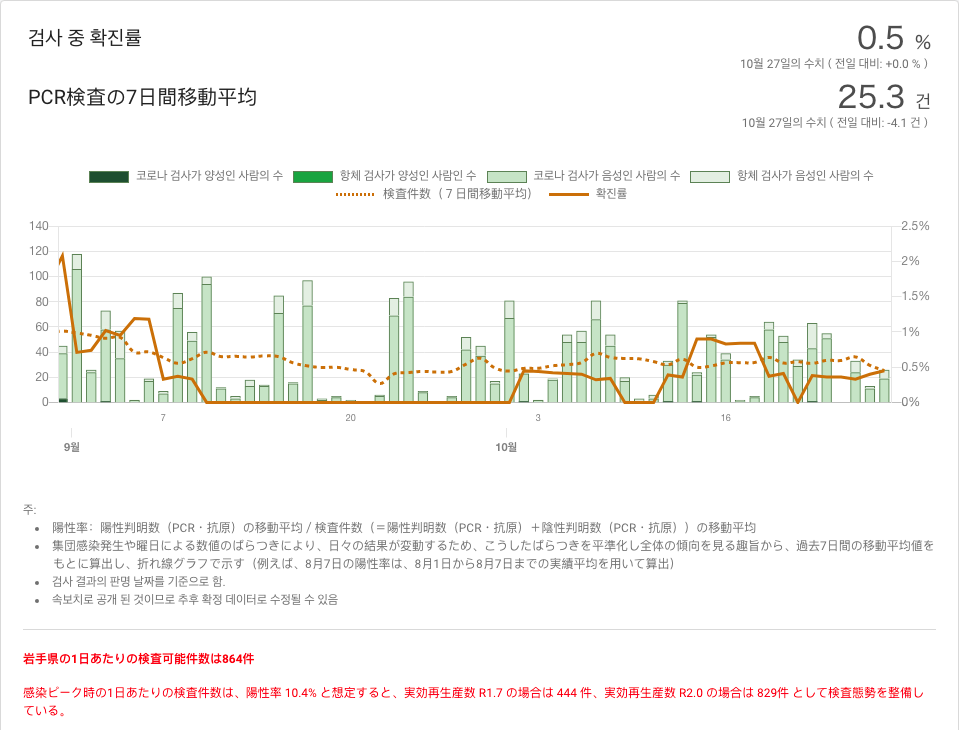 검사 중 확진률
0.5 %
10월 27일의 수치 ( 전일 대비: +0.0 % )
PCR検査の7日間移動平均
25.3 건
10월 27일의 수치 ( 전일 대비: -4.1 건 )
코로나 검사가 양성인 사람의 수 항체 검사가 양성인 사람인 수 코로나 검사가 음성인 사람의 수 항체 검사가 음성인 사람의 수
検査件数（７日間移動平均） 확진률
140 2.5%
120 2%
100
80 1.5%
60 1%
40 0.5%
20
0 0%
7 20 3 16
9월 10월
주:
陽性率：陽性判明数（PCR・抗原）の移動平均 / 検査件数（＝陽性判明数（PCR・抗原）＋陰性判明数（PCR・抗原））の移動平均
集団感染発生や曜日による数値のばらつきにより、日々の結果が変動するため、こうしたばらつきを平準化し全体の傾向を見る趣旨から、過去7日間の移動平均値を
もとに算出し、折れ線グラフで示す（例えば、8月7日の陽性率は、8月1日から8月7日までの実績平均を用いて算出）
검사 결과의 판명 날짜를 기준으로 함.
속보치로 공개 된 것이므로 추후 확정 데이터로 수정될 수 있음
岩手県の1日あたりの検査可能件数は864件
感染ピーク時の1日あたりの検査件数は、陽性率 10.4% と想定すると、実効再生産数 R1.7 の場合は 444 件、実効再生産数 R2.0 の場合は 829件 として検査態勢を整備し
ている。